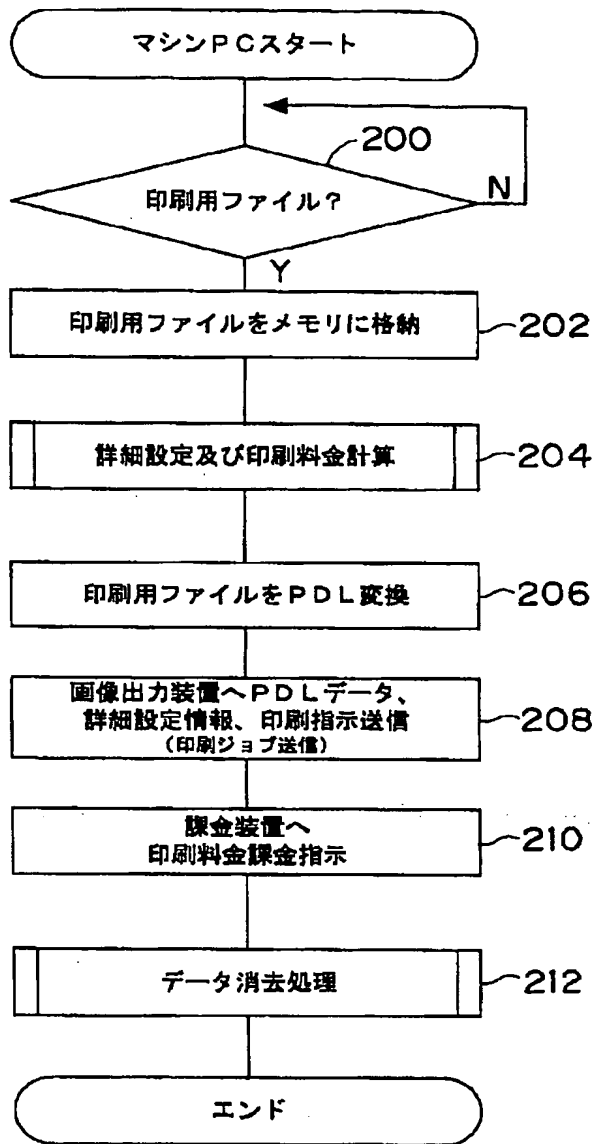 マシンＰＣスタート
200
印刷用ファイル？
N
Y
印刷用ファイルをメモリに格納
202
詳細設定及び印刷料金計算
204
印刷用ファイルをＰＤＬ変換
206
画像出力装置へＰＤＬデータ、
詳細設定情報、印刷指示送信
（印刷ジョブ送信）
208
課金装置へ
印刷料金課金指示
210
データ消去処理
212
エンド